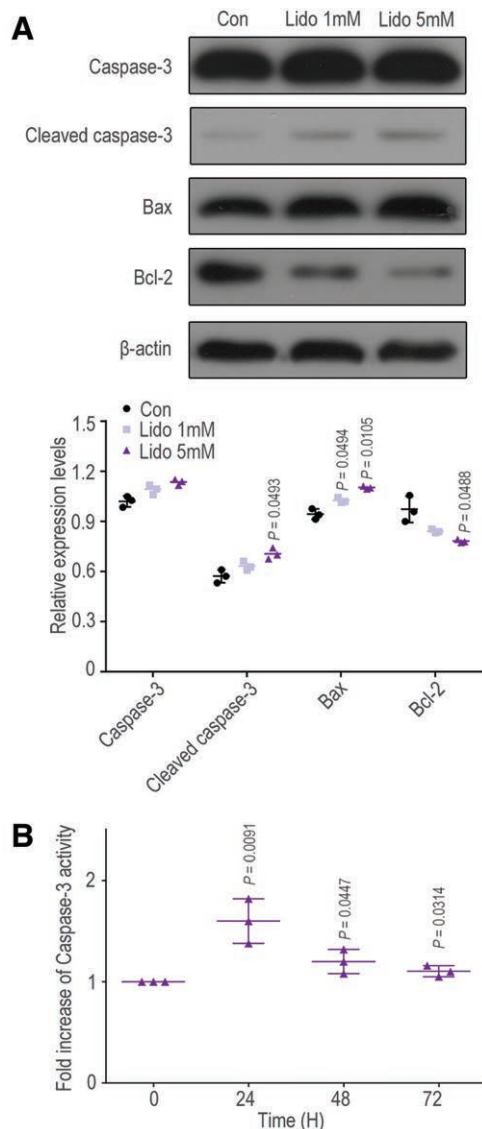 A
Con Lido 1mM Lido 5mM
Caspase-3
Cleaved caspase-3
Bax
Bcl-2
β-actin
Relative expression levels
1.5
1.2
0.9
0.6
0.3
0
Con
Lido 1mM
Lido 5mM
P = 0.0493
P = 0.0494
P = 0.0105
P = 0.0488
Caspase-3
Cleaved caspase-3
Bax
Bcl-2
B
Fold increase of Caspase-3 activity
2
1
0
P = 0.0091
P = 0.0447
P = 0.0314
0 24 48 72
Time (H)